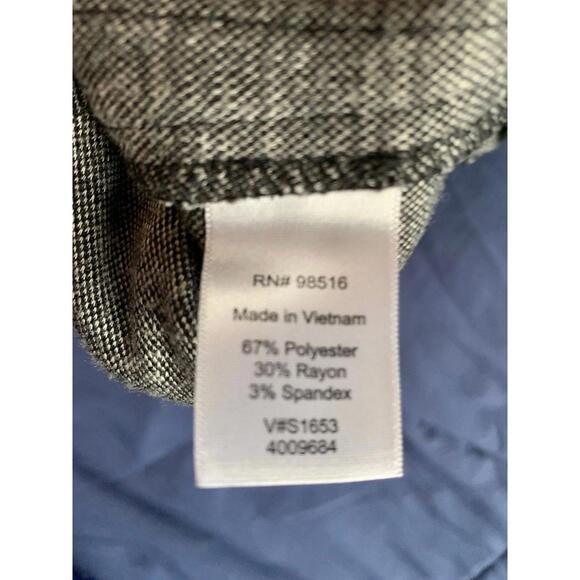 RN# 98516
Made in Vietnam
67% Polyester
30% Rayon
3% Spandex
V#S1653
4009684